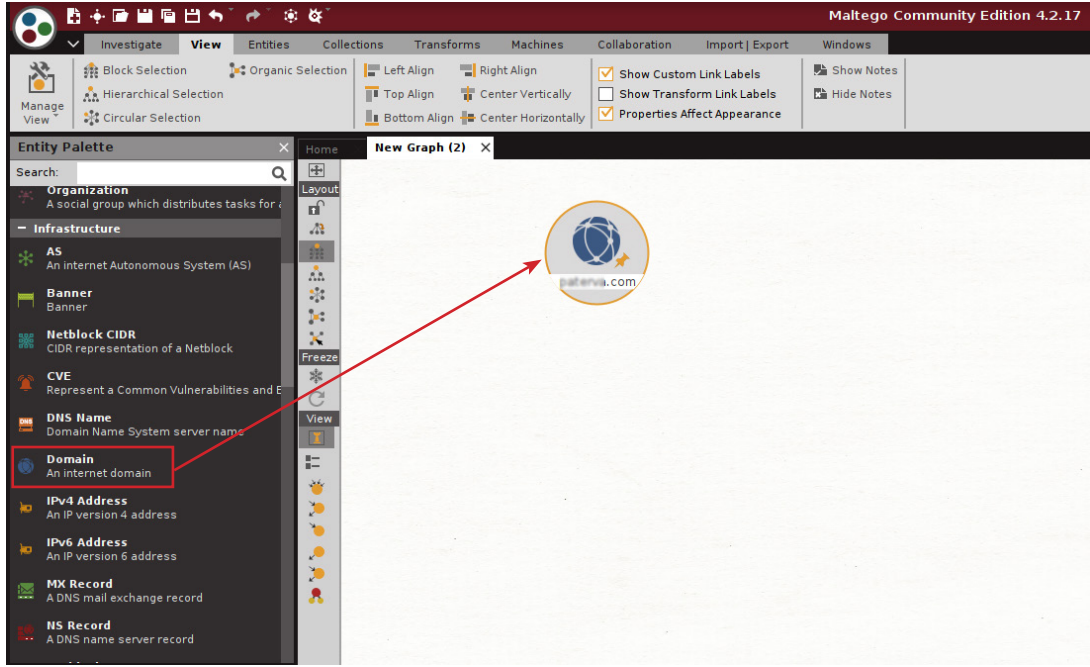 Maltego Community Edition 4.2.17
Investigate View Entities Collections Transforms Machines Collaboration Import | Export Windows
Manage View
Block Selection
Hierarchical Selection
Circular Selection
Organic Selection
Left Align
Top Align
Bottom Align
Right Align
Center Vertically
Center Horizontally
Show Custom Link Labels
Show Transform Link Labels
Properties Affect Appearance
Show Notes
Hide Notes
Entity Palette
Home
New Graph (2)
Search:
Layout
Freeze
View
Organization
A social group which distributes tasks for
Infrastructure
AS
An internet Autonomous System (AS)
Banner
Banner
Netblock CIDR
CIDR representation of a Netblock
CVE
Represent a Common Vulnerabilities and E
DNS
DNS Name
Domain Name System server name
Domain
An internet domain
IPv4 Address
An IP version 4 address
IPv6 Address
An IP version 6 address
MX Record
A DNS mail exchange record
NS Record
A DNS name server record
.com